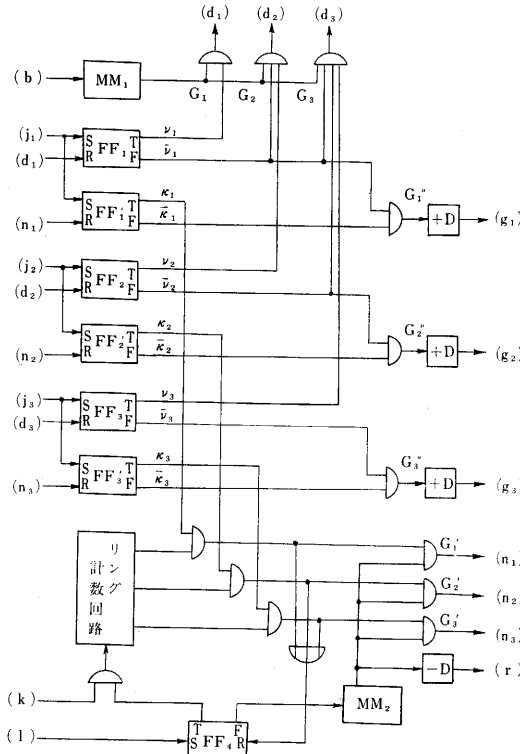 (d₁) (d₂) (d₃)
(b) MM₁ G₁ G₂ G₃
(j₁) S FF₁ T ν₁
(d₁) R F ν̄₁
G₁″
S FF₁′ T κ₁
(n₁) R F κ̄₁ +D (g₁)
(j₂) S FF₂ T ν₂
(d₂) R F ν̄₂
G₂″
S FF₂′ T κ₂
(n₂) R F κ̄₂ +D (g₂)
(j₃) S FF₃ T ν₃
(d₃) R F ν̄₃
G₃″
S FF₃′ T κ₃
(n₃) R F κ̄₃ +D (g₃)
リング
計数回路
G₁′ (n₁)
G₂′ (n₂)
G₃′ (n₃)
−D (r)
MM₂
(k)
(l) T S FF₄ F R